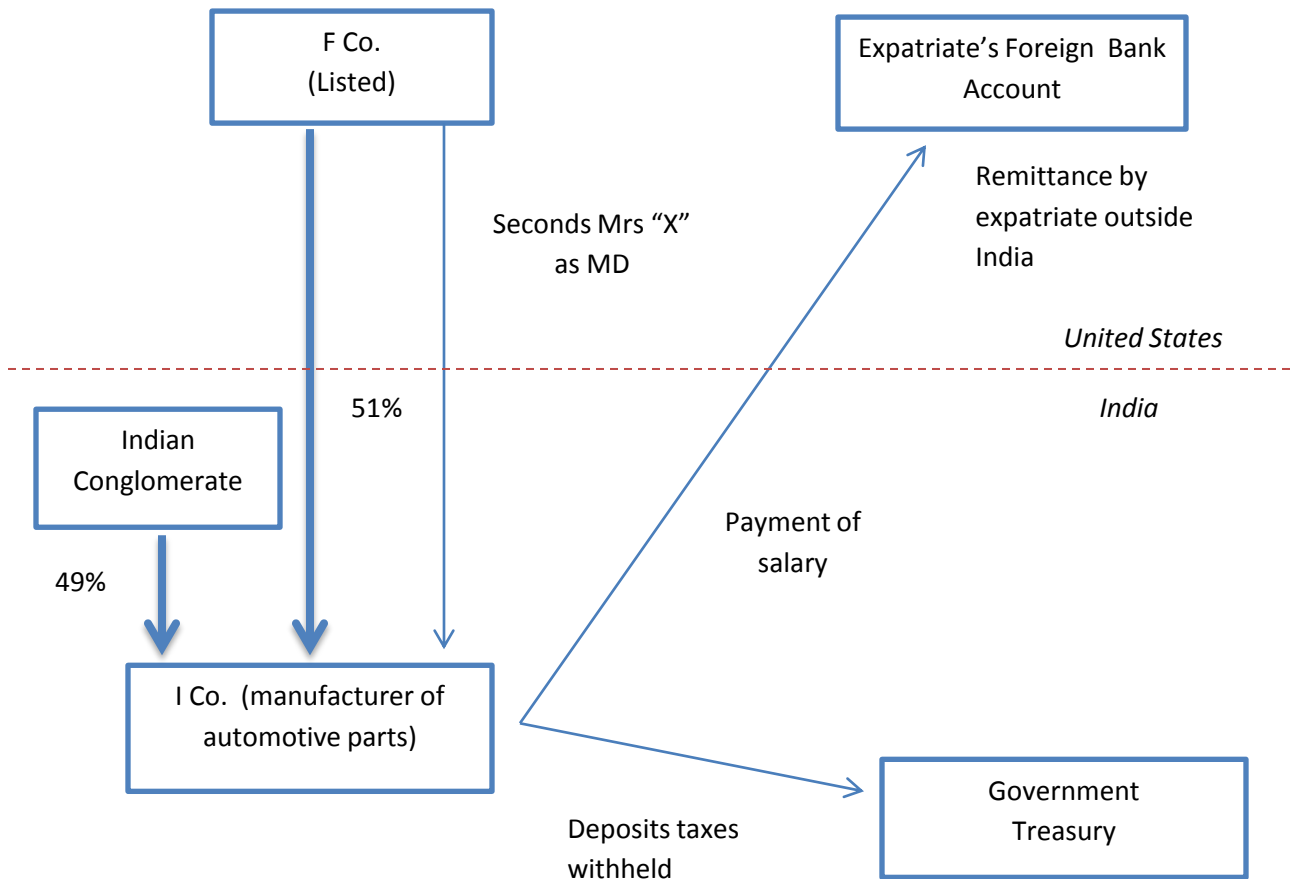 F Co.
(Listed)
Expatriate's Foreign Bank
Account
Seconds Mrs "X"
as MD
Remittance by
expatriate outside
India
United States
51%
India
Indian
Conglomerate
49%
Payment of
salary
I Co. (manufacturer of
automotive parts)
Deposits taxes
withheld
Government
Treasury